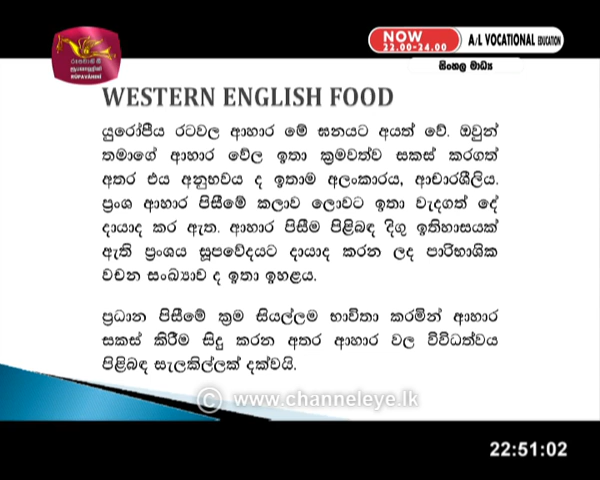 NOW
22.00-24.00
A/L VOCATIONAL EDUCATION
සිංහල මාධ්‍ය
රූපවාහිනී
ROPAVAHINI
WESTERN ENGLISH FOOD
යුරෝපීය රටවල ආහාර මේ ඝනයට අයත් වේ. ඔවුන්
තමාගේ ආහාර වේල ඉතා ක්‍රමවත්ව සකස් කරගත්
අතර එය අනුභවය ද ඉතාම අලංකාරය, ආචාරශීලිය.
ප්‍රංශ ආහාර පිසීමේ කලාව ලොවට ඉතා වැදගත් දේ
දායාද කර ඇත. ආහාර පිසීම පිළිබඳ දිගු ඉතිහාසයක්
ඇති ප්‍රංශය සූපවේදයට දායාද කරන ලද පාරිභාශික
වචන සංඛ්‍යාව ද ඉතා ඉහළය.
ප්‍රධාන පිසීමේ ක්‍රම සියල්ලම භාවිතා කරමින් ආහාර
සකස් කිරීම සිදු කරන අතර ආහාර වල විවිධත්වය
පිළිබඳ සැලකිල්ලක් දක්වයි.
© www.channeleye.lk
22:51:02